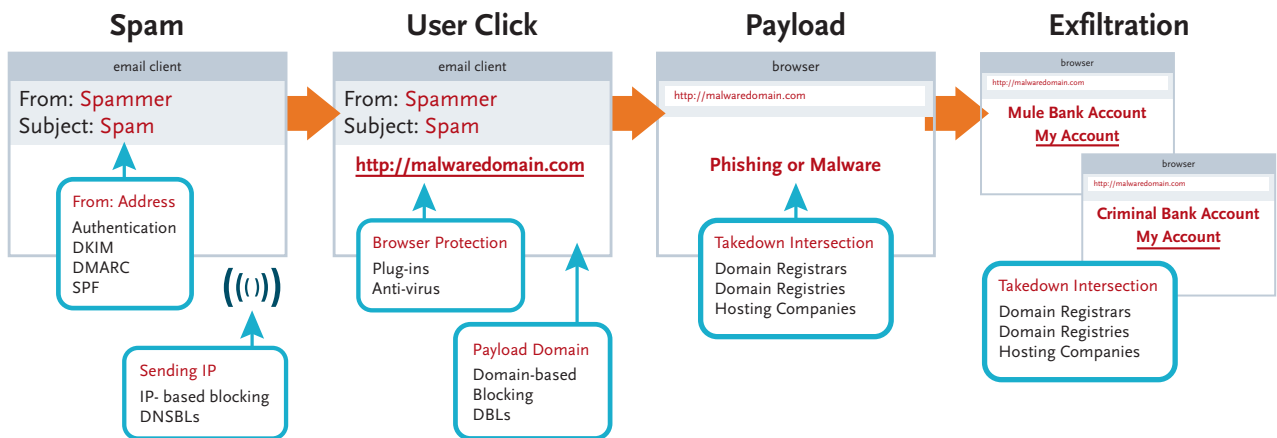 Spam
email client
From: Spammer
Subject: Spam
From: Address
Authentication
DKIM
DMARC
SPF
Sending IP
IP- based blocking
DNSBLs
User Click
email client
From: Spammer
Subject: Spam
http://malwaredomain.com
Browser Protection
Plug-ins
Anti-virus
Payload Domain
Domain-based
Blocking
DBLs
Payload
browser
http://malwaredomain.com
Phishing or Malware
Takedown Intersection
Domain Registrars
Domain Registries
Hosting Companies
Exfiltration
browser
http://malwaredomain.com
Mule Bank Account
My Account
browser
http://malwaredomain.com
Criminal Bank Account
My Account
Takedown Intersection
Domain Registrars
Domain Registries
Hosting Companies